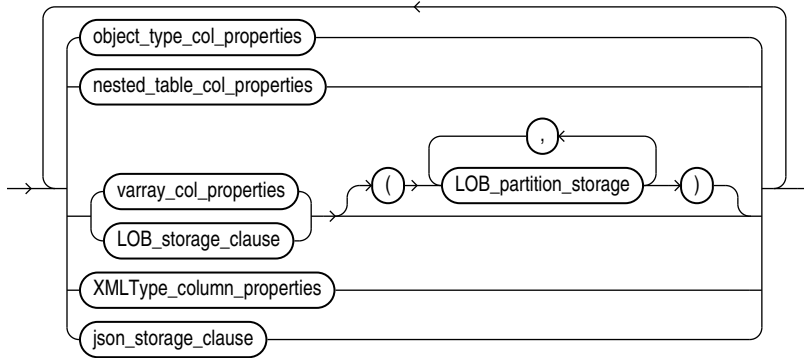 object_type_col_properties
nested_table_col_properties
,
varray_col_properties ( LOB_partition_storage )
LOB_storage_clause
XMLType_column_properties
json_storage_clause